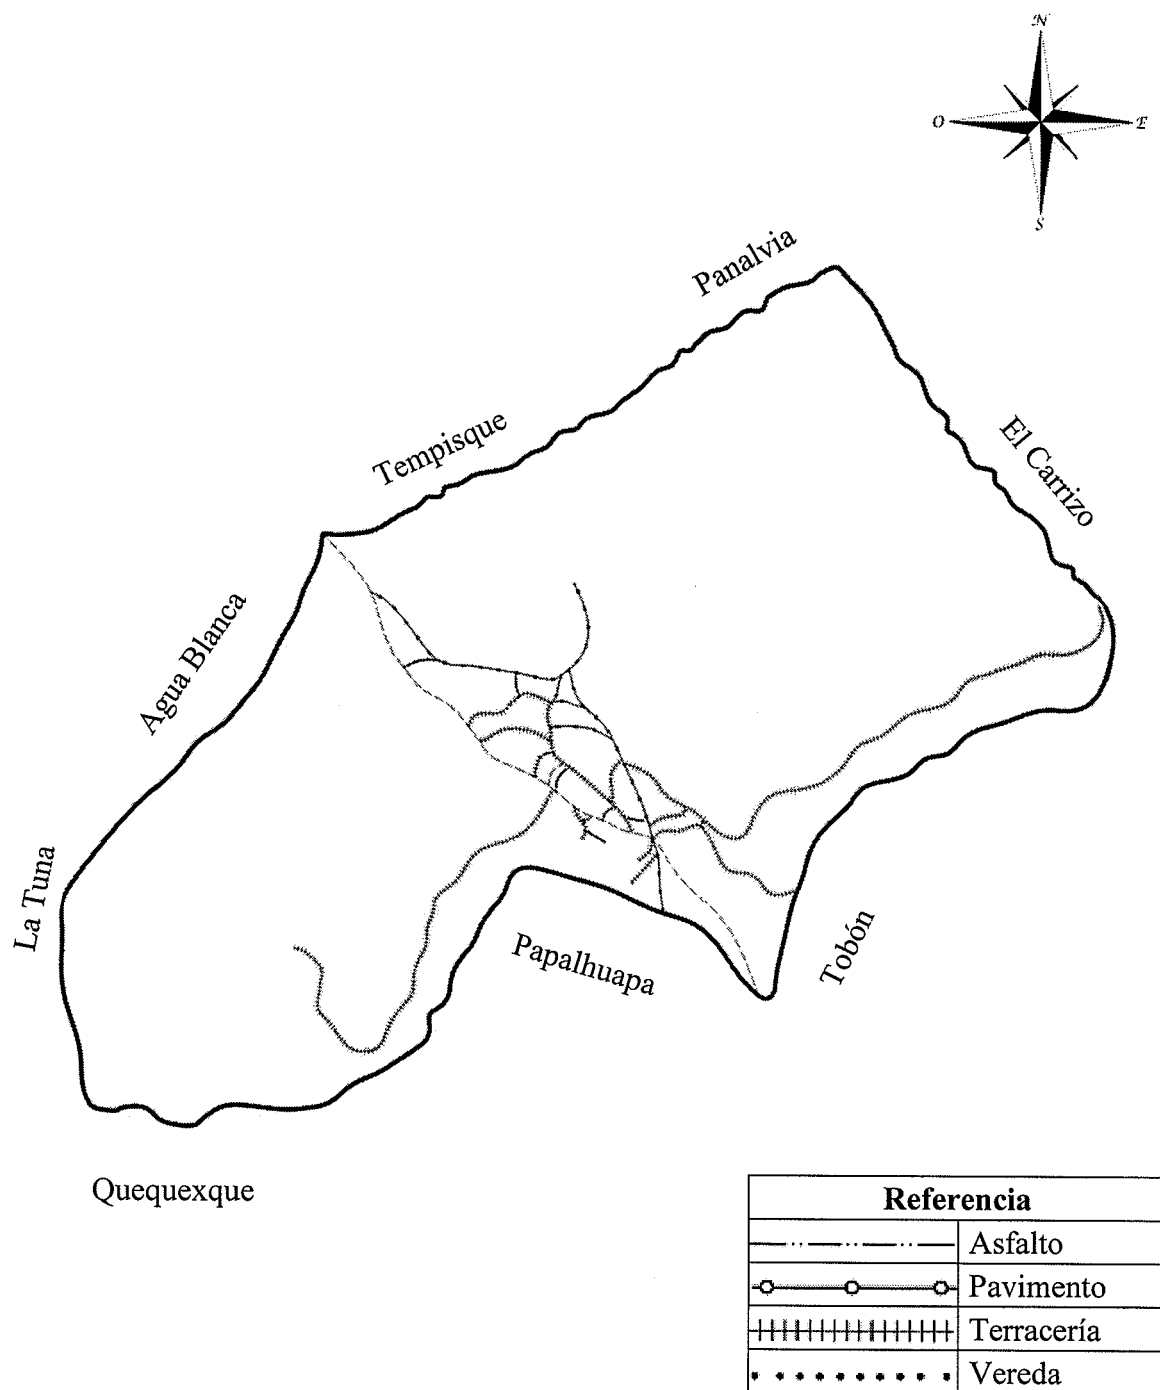 N
O
E
S
Panalvia
El Carrizo
Tempisque
Agua Blanca
La Tuna
Papalhuapa
Tobón
Quequexque
Referencia
Asfalto
Pavimento
Terracería
Vereda